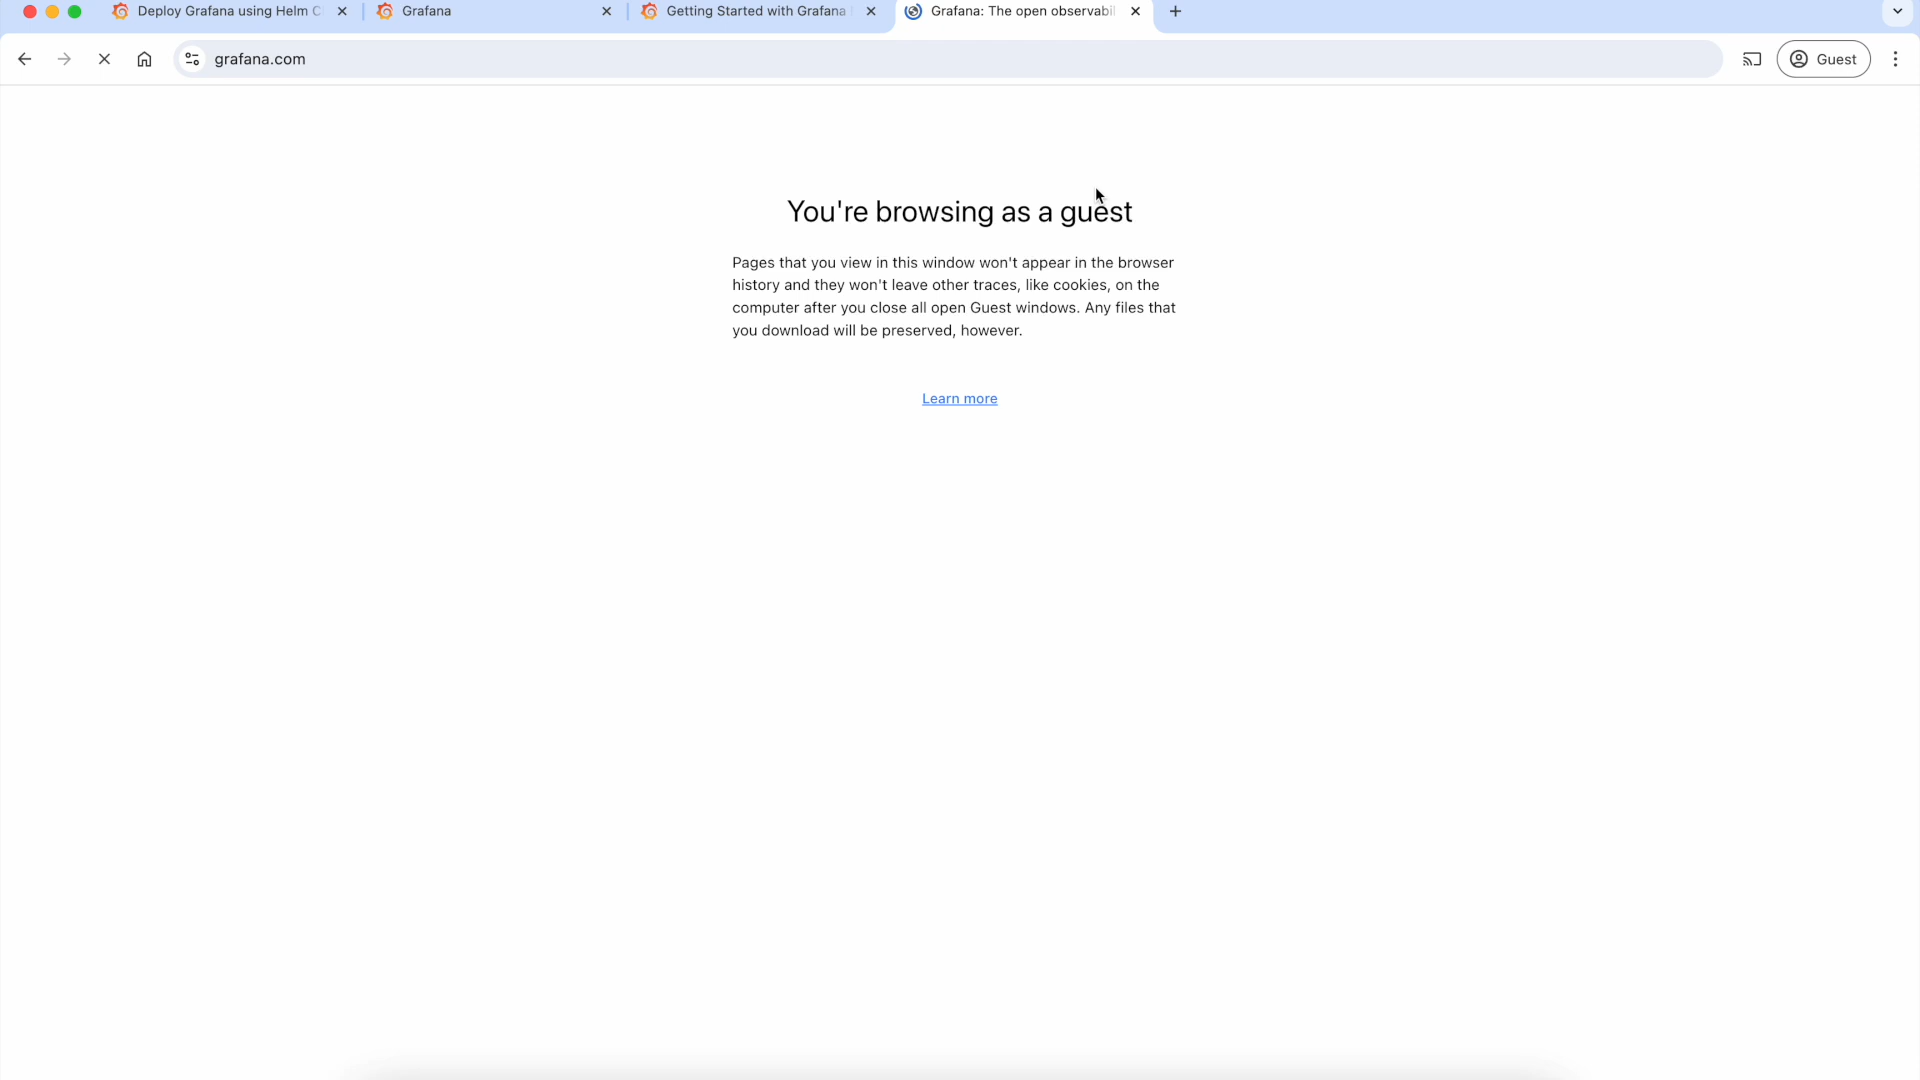 Deploy Grafana using Helm C
Grafana
Getting Started with Grafana
Grafana: The open observabi
grafana.com
Guest
You're browsing as a guest
Pages that you view in this window won't appear in the browser
history and they won't leave other traces, like cookies, on the
computer after you close all open Guest windows. Any files that
you download will be preserved, however.
Learn more